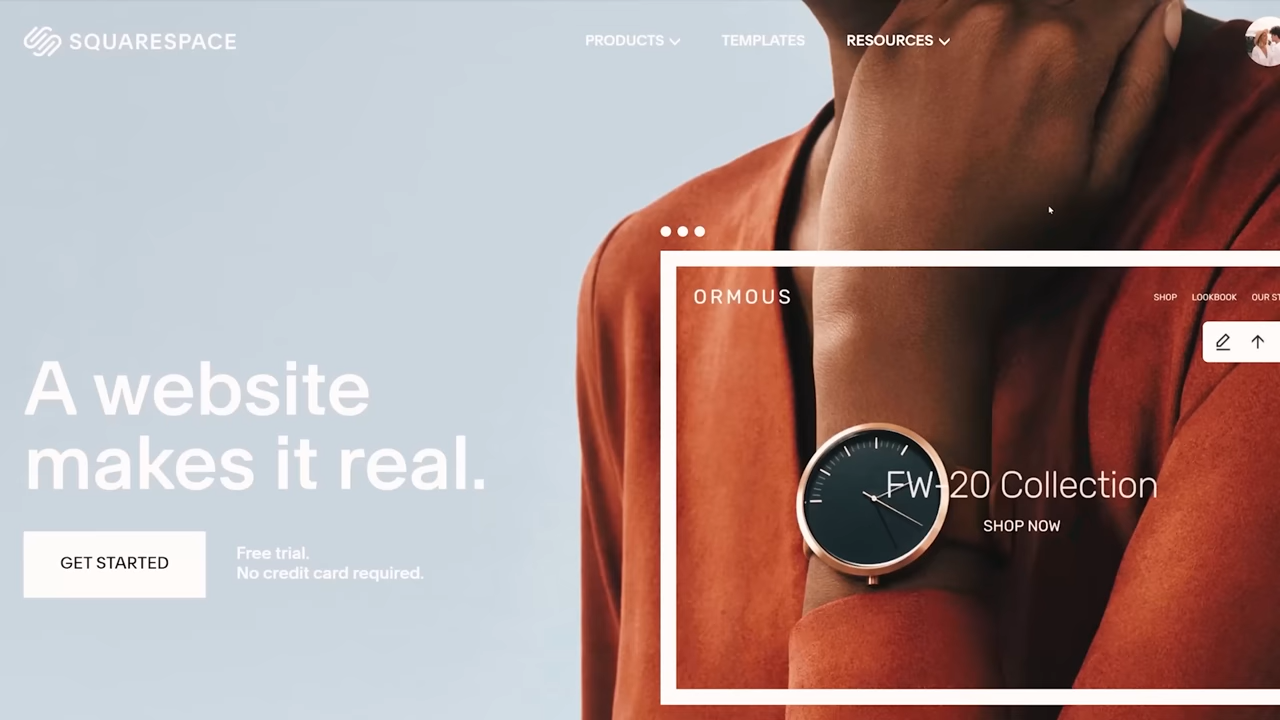 SQUARESPACE
PRODUCTS
TEMPLATES
RESOURCES
ORMOUS
SHOP
LOOKBOOK
OUR
A website
makes it real.
FW-20 Collection
SHOP NOW
GET STARTED
Free trial.
No credit card required.